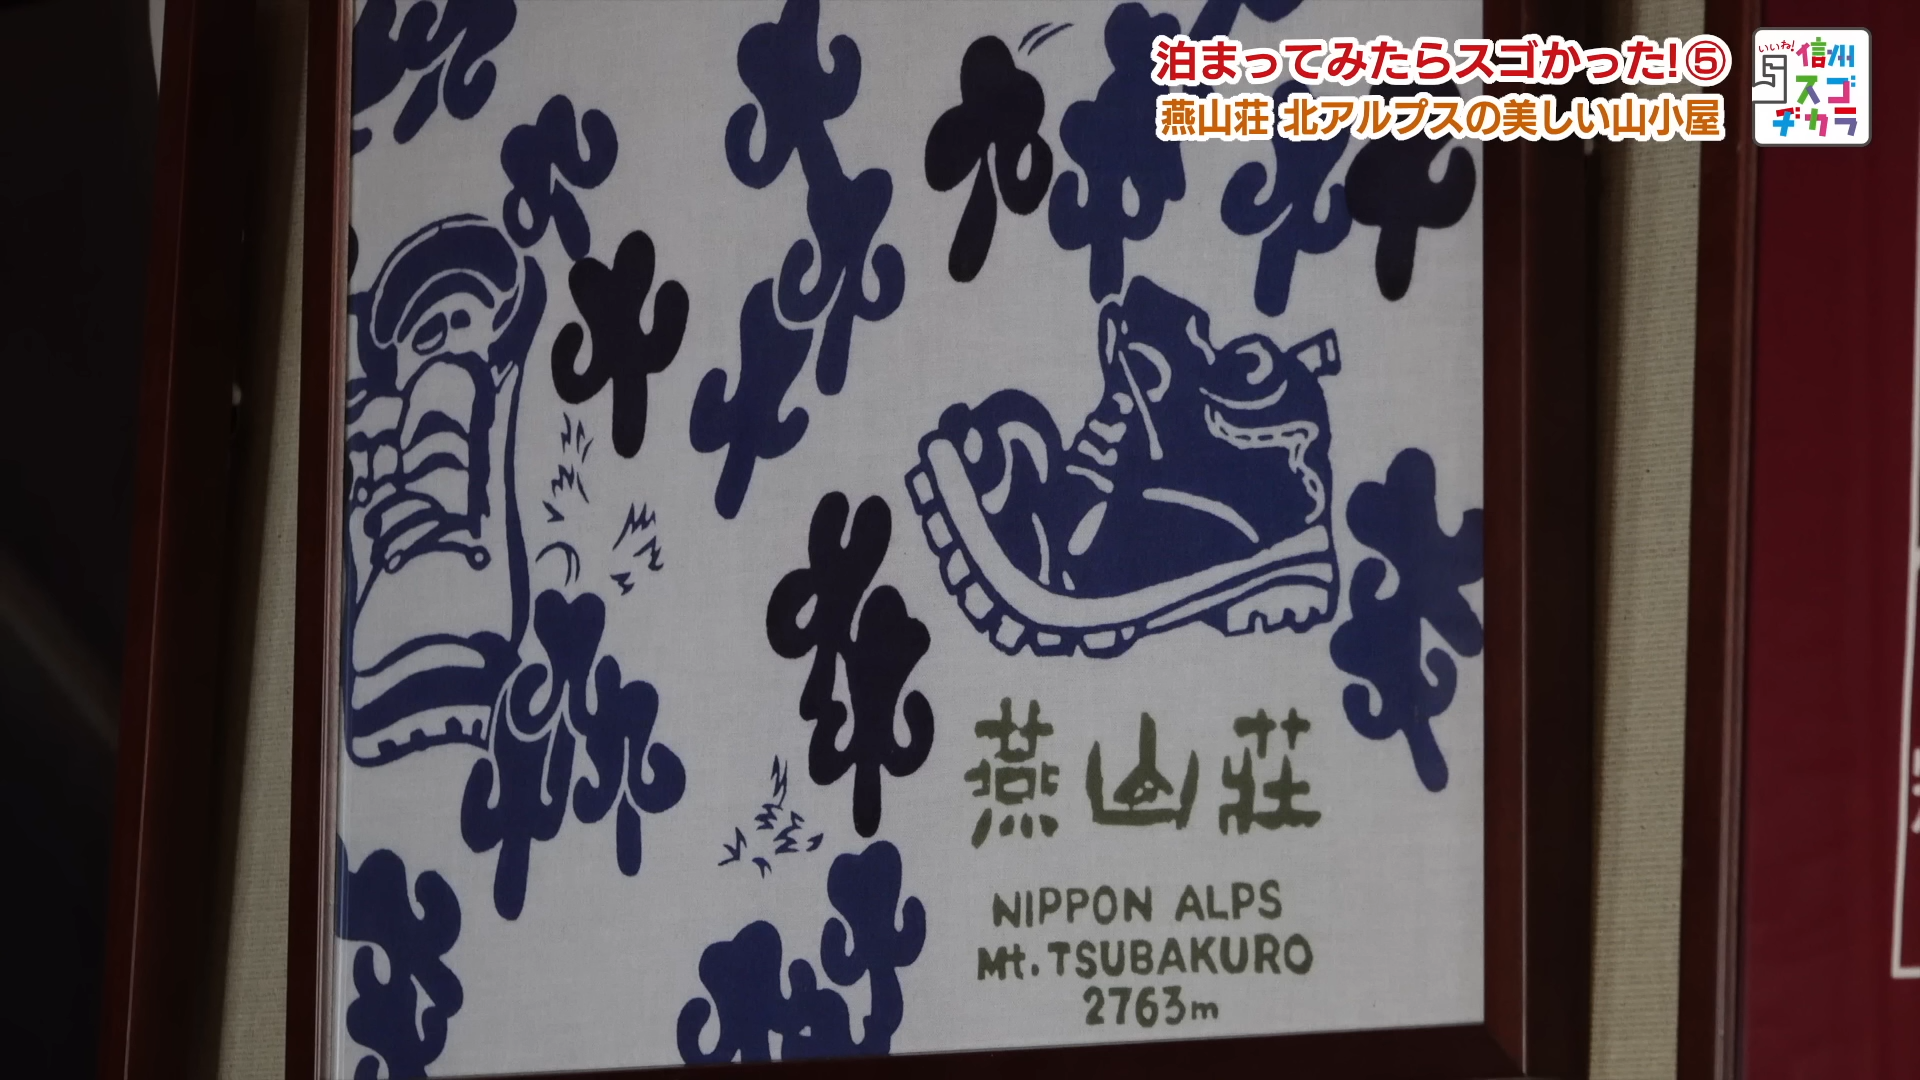 泊まってみたらスゴかった!⑤
燕山荘 北アルプスの美しい山小屋
いいね!
信州
スゴ
ヂカラ
燕山荘
NIPPON ALPS
Mt. TSUBAKURO
2763m